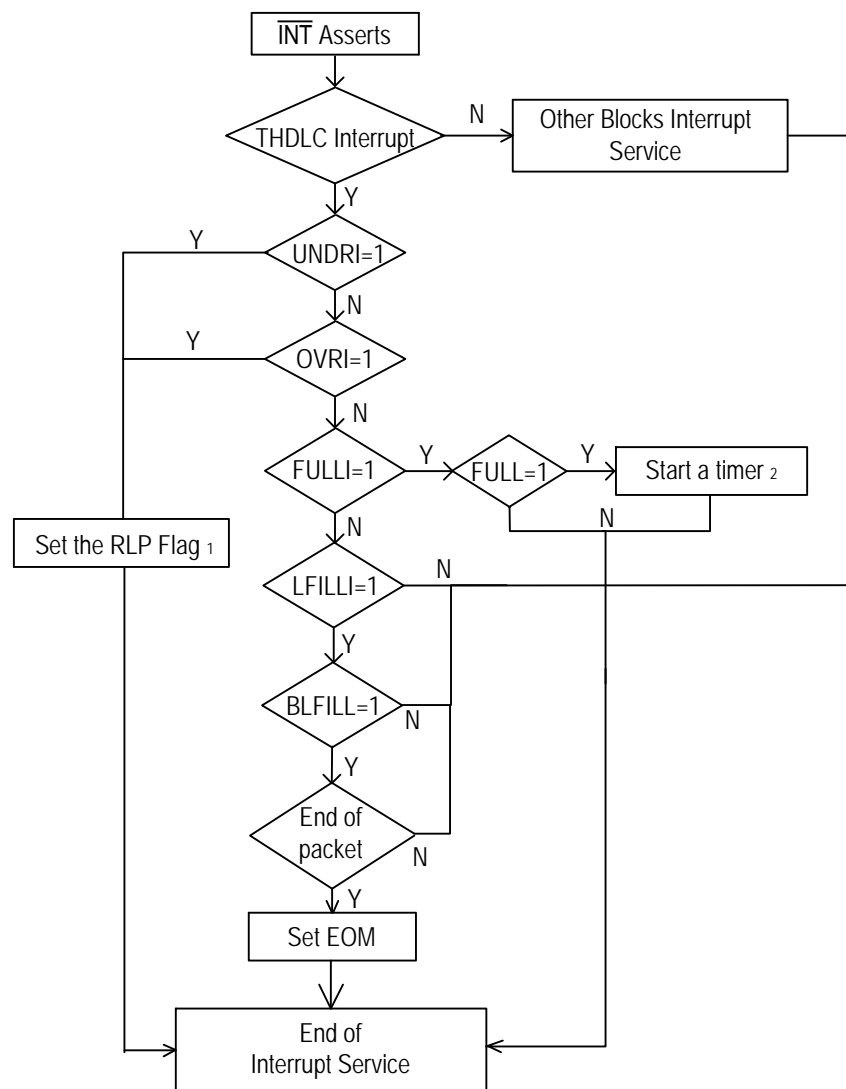 INT Asserts
THDLC Interrupt
N
Other Blocks Interrupt
Service
Y
Y
UNDRI=1
N
Y
OVRI=1
N
FULLI=1
Y
FULL=1
Y
Start a timer 2
N
N
Set the RLP Flag 1
LFILLI=1
N
Y
BLFILL=1
N
Y
End of
packet
N
Y
Set EOM
End of
Interrupt Service